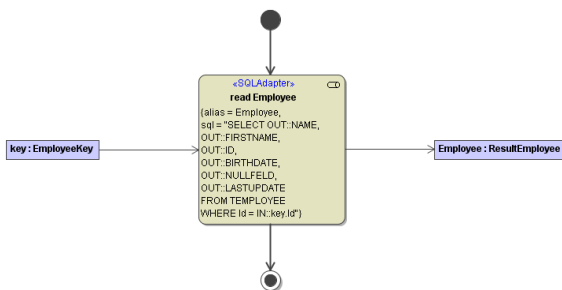 «SQLAdapter»
read Employee
(alias = Employee,
sql = "SELECT OUT::NAME,
OUT::FIRSTNAME,
OUT::ID,
OUT::BIRTHDATE,
OUT::NULLFELD,
OUT::LASTUPDATE
FROM TEMPLOYEE
WHERE Id = IN::key.Id")
key : EmployeeKey
Employee : ResultEmployee